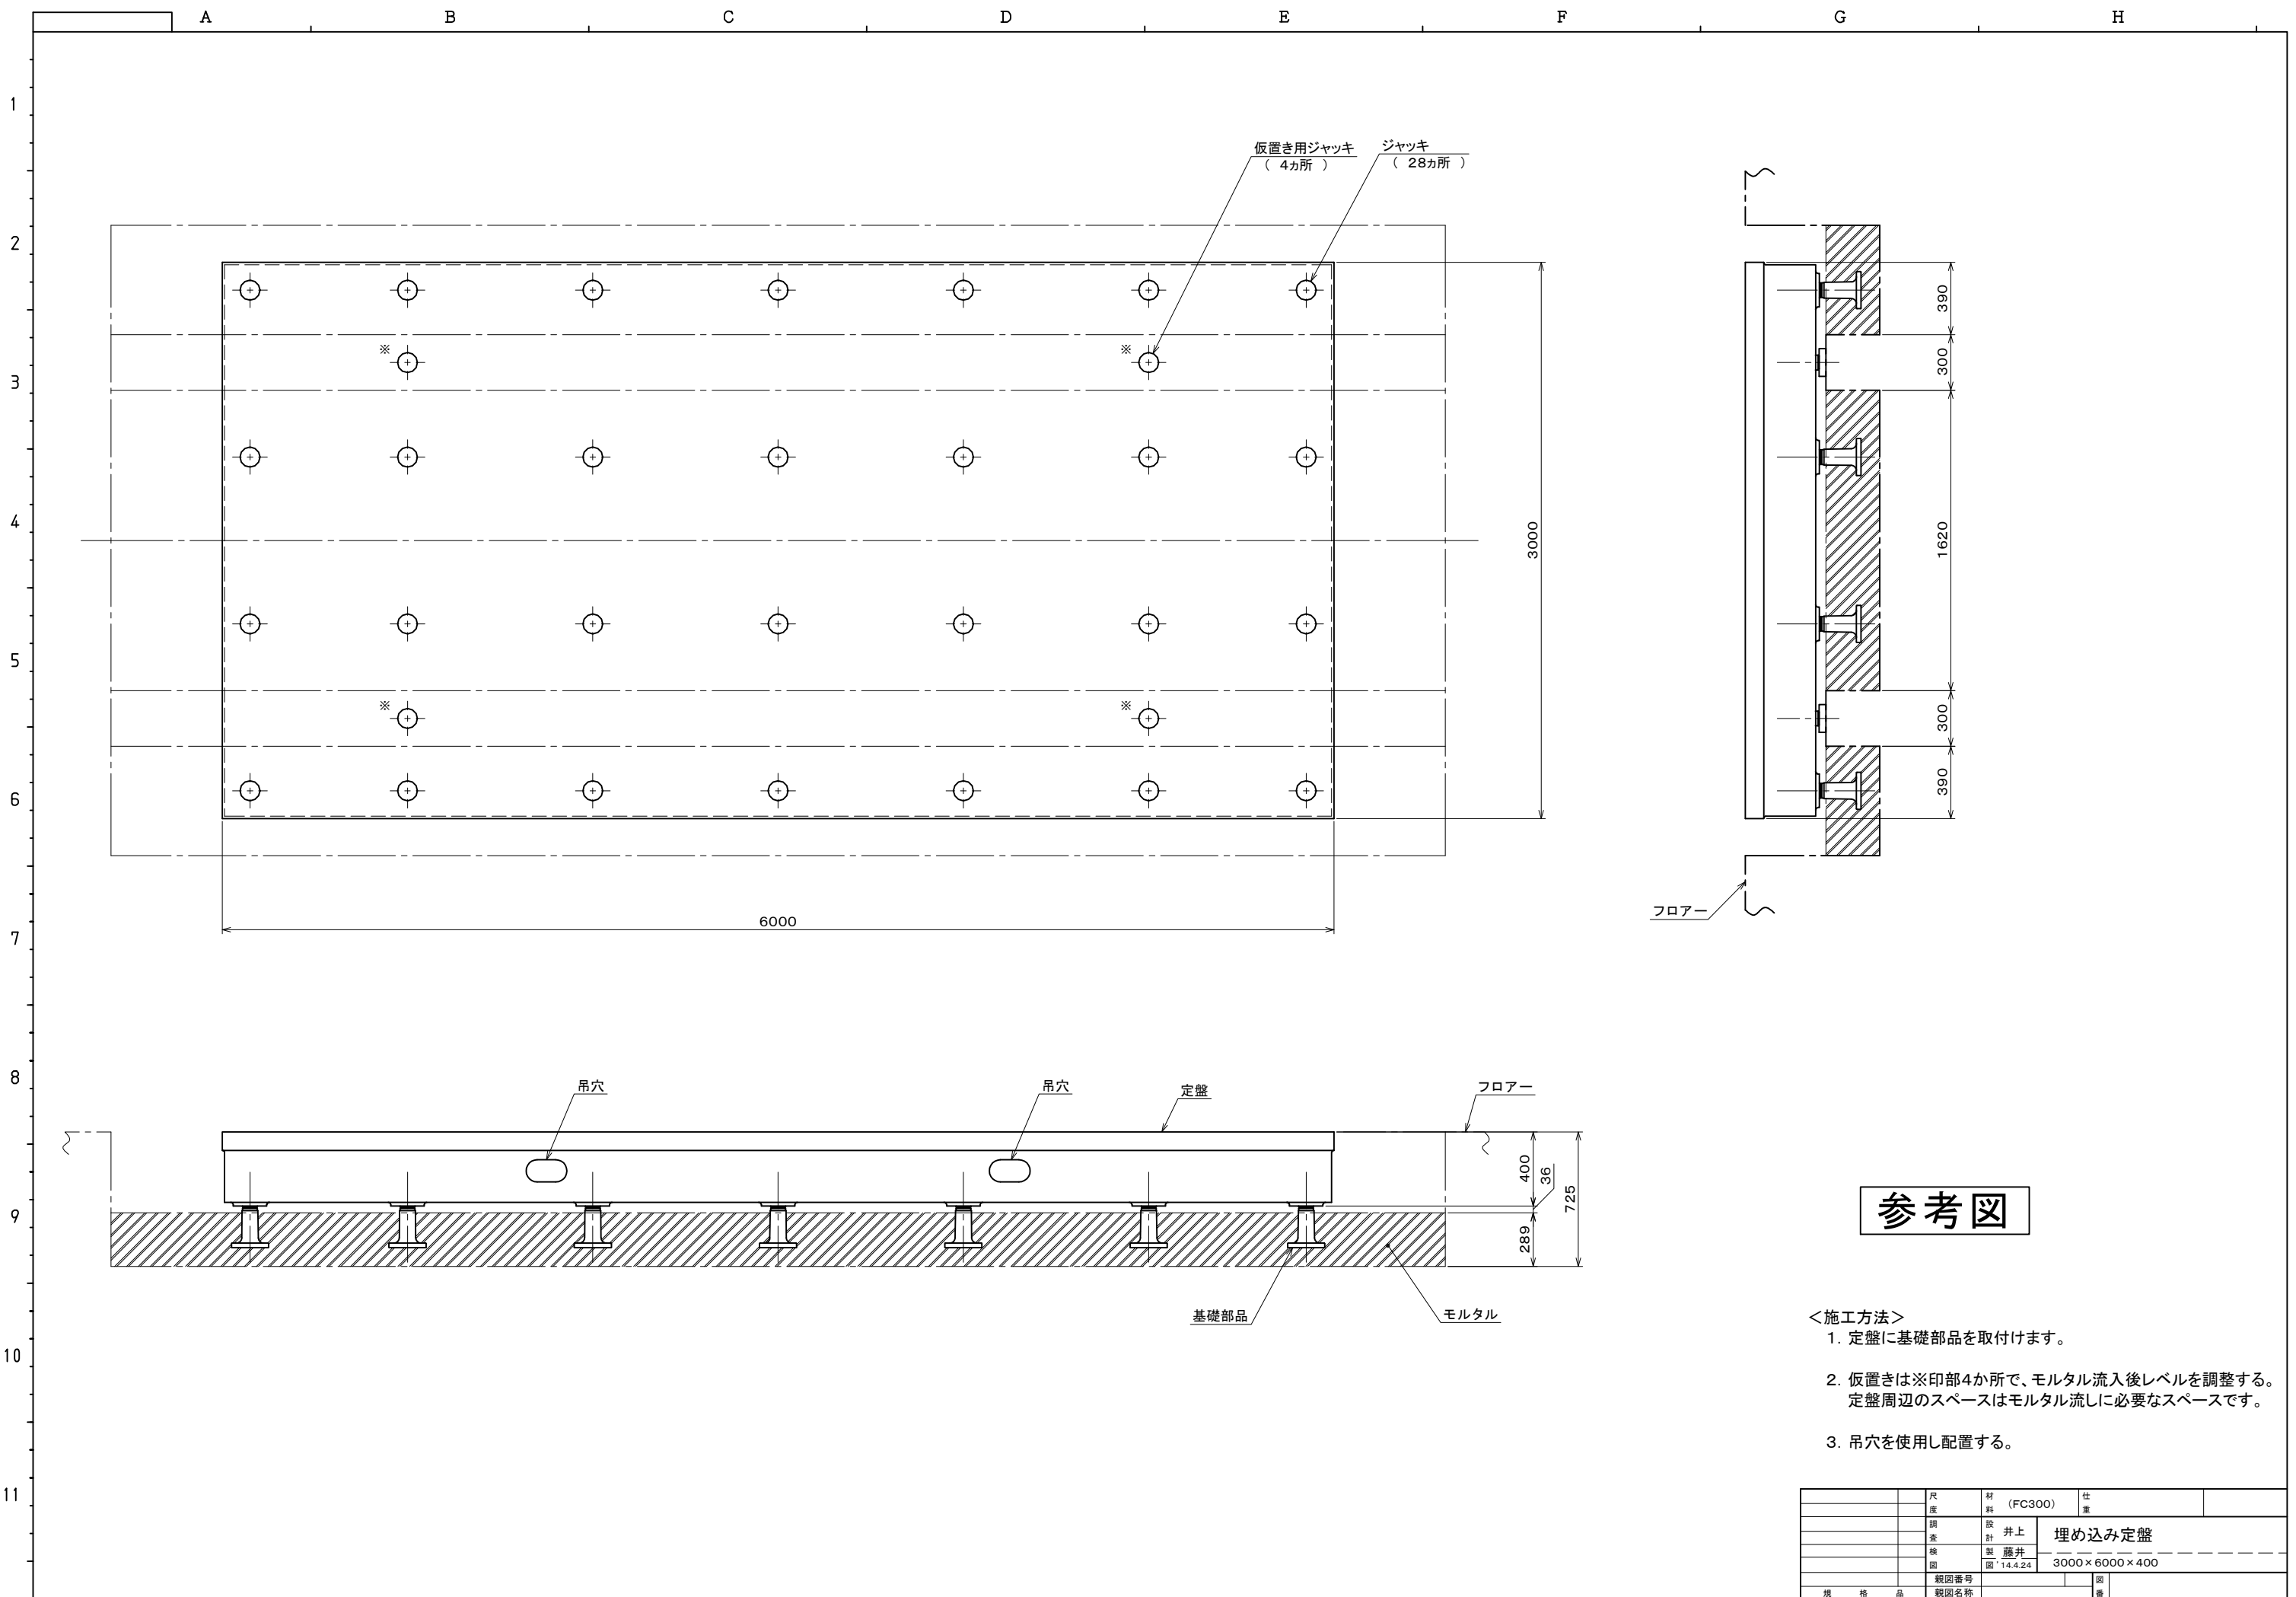 A B C D E F G H
1
2
3
4
5
6
7
8
9
10
11
仮置き用ジャッキ
( 4ヵ所 )
ジャッキ
( 28ヵ所 )
※ ※
※ ※
3000
6000
390
300
1620
300
390
フロアー
吊穴
吊穴
定盤
フロアー
400
36
725
289
基礎部品
モルタル
参考図
<施工方法>
1. 定盤に基礎部品を取付けます。
2. 仮置きは※印部4か所で、モルタル流入後レベルを調整する。
定盤周辺のスペースはモルタル流しに必要なスペースです。
3. 吊穴を使用し配置する。
尺度 材料 (FC300) 仕重
調査 設計 井上 埋め込み定盤
検図 製図 藤井 '14.4.24 3000×6000×400
親図番号 図番
規格品 親図名称